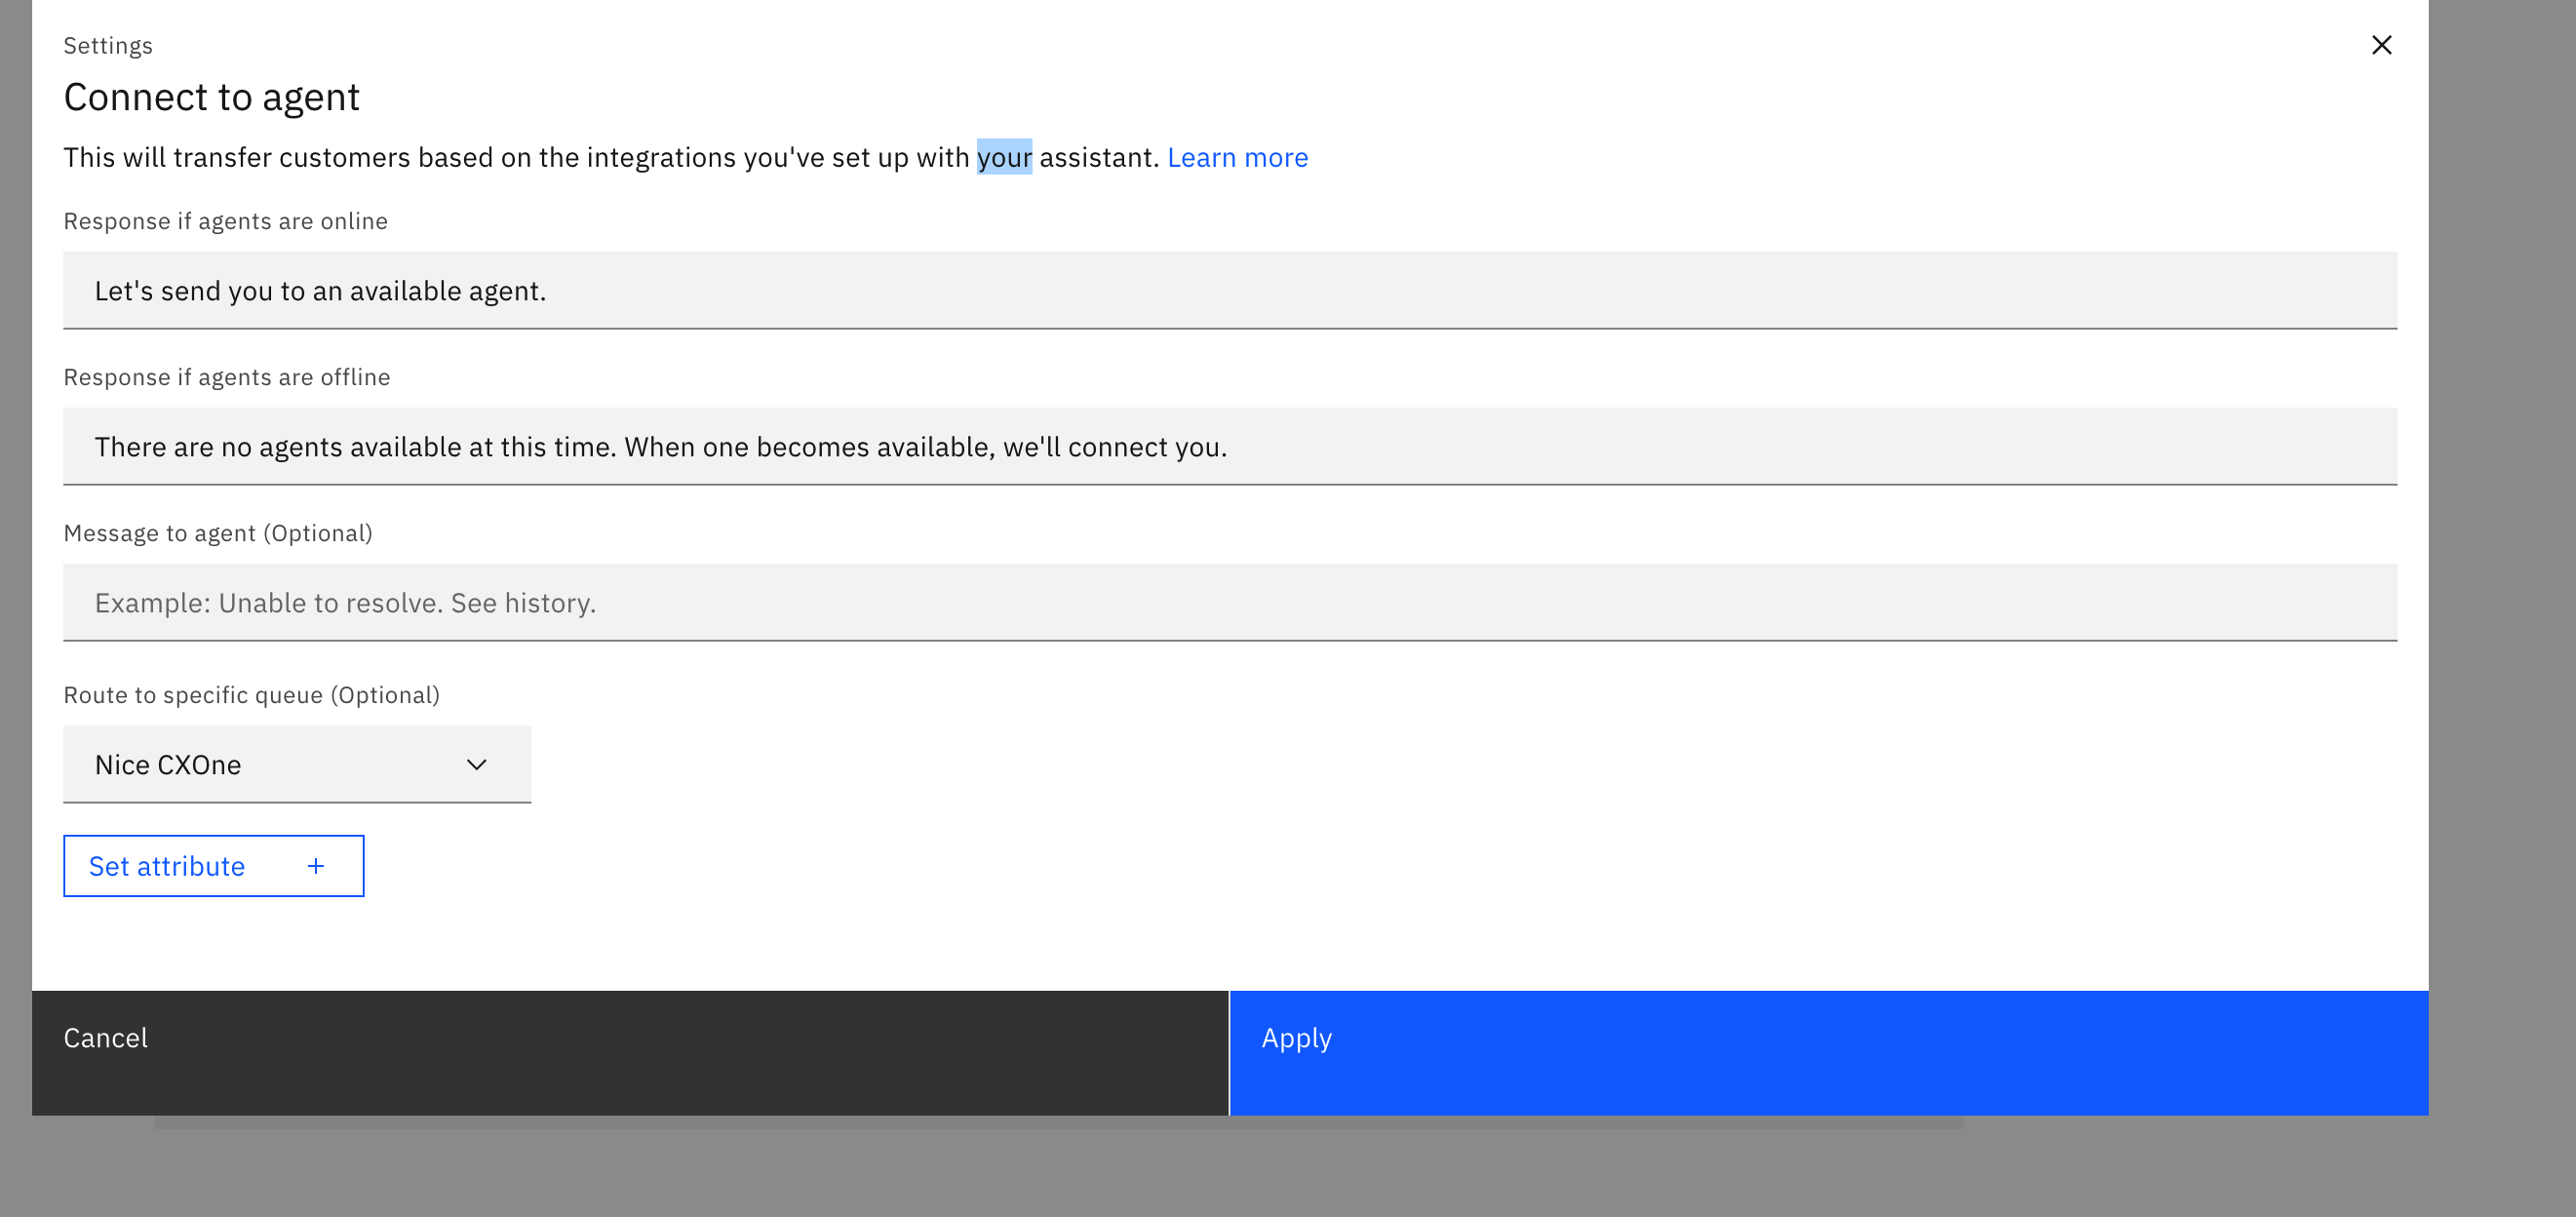 Settings
Connect to agent
This will transfer customers based on the integrations you've set up with your assistant. Learn more
Response if agents are online
Let's send you to an available agent.
Response if agents are offline
There are no agents available at this time. When one becomes available, we'll connect you.
Message to agent (Optional)
Example: Unable to resolve. See history.
Route to specific queue (Optional)
Nice CXOne
Set attribute +
Cancel
Apply